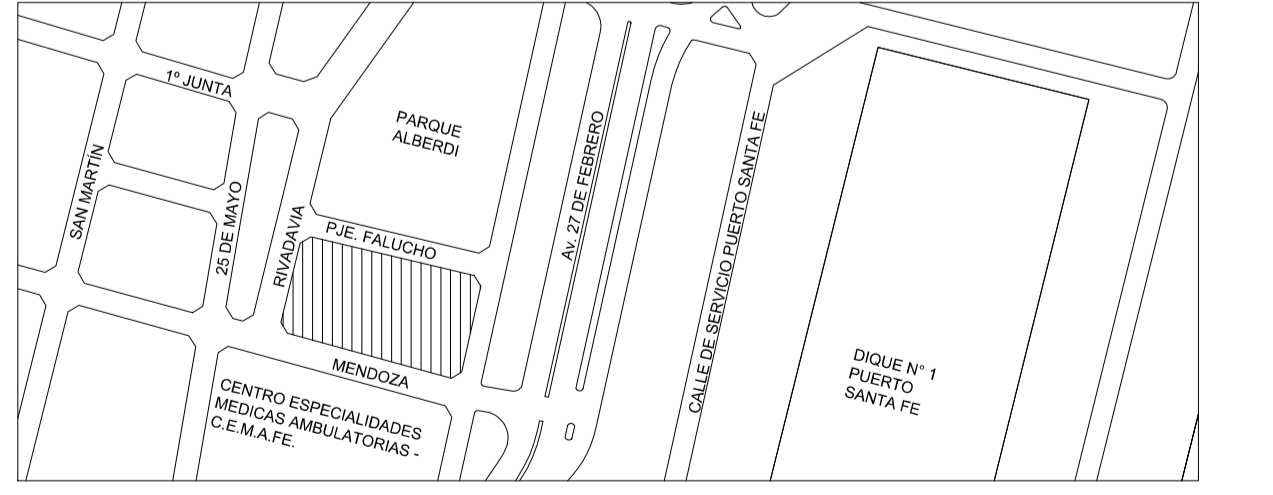 1º JUNTA
PARQUE
ALBERDI
SAN MARTÍN
25 DE MAYO
RIVADAVIA
PJE. FALUCHO
Av. 27 DE FEBRERO
CALLE DE SERVICIO PUERTO SANTA FE
MENDOZA
CENTRO ESPECIALIDADES
MEDICAS AMBULATORIAS -
C.E.M.A.FE.
DIQUE N° 1
PUERTO
SANTA FE